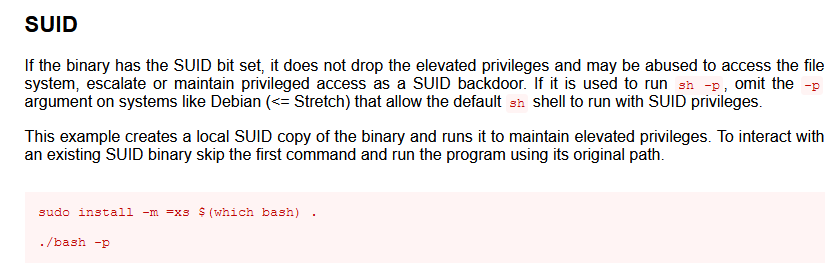 SUID
If the binary has the SUID bit set, it does not drop the elevated privileges and may be abused to access the file
system, escalate or maintain privileged access as a SUID backdoor. If it is used to run sh -p, omit the -p
argument on systems like Debian (<= Stretch) that allow the default sh shell to run with SUID privileges.
This example creates a local SUID copy of the binary and runs it to maintain elevated privileges. To interact with
an existing SUID binary skip the first command and run the program using its original path.
sudo install -m =xs $(which bash) .
./bash -p